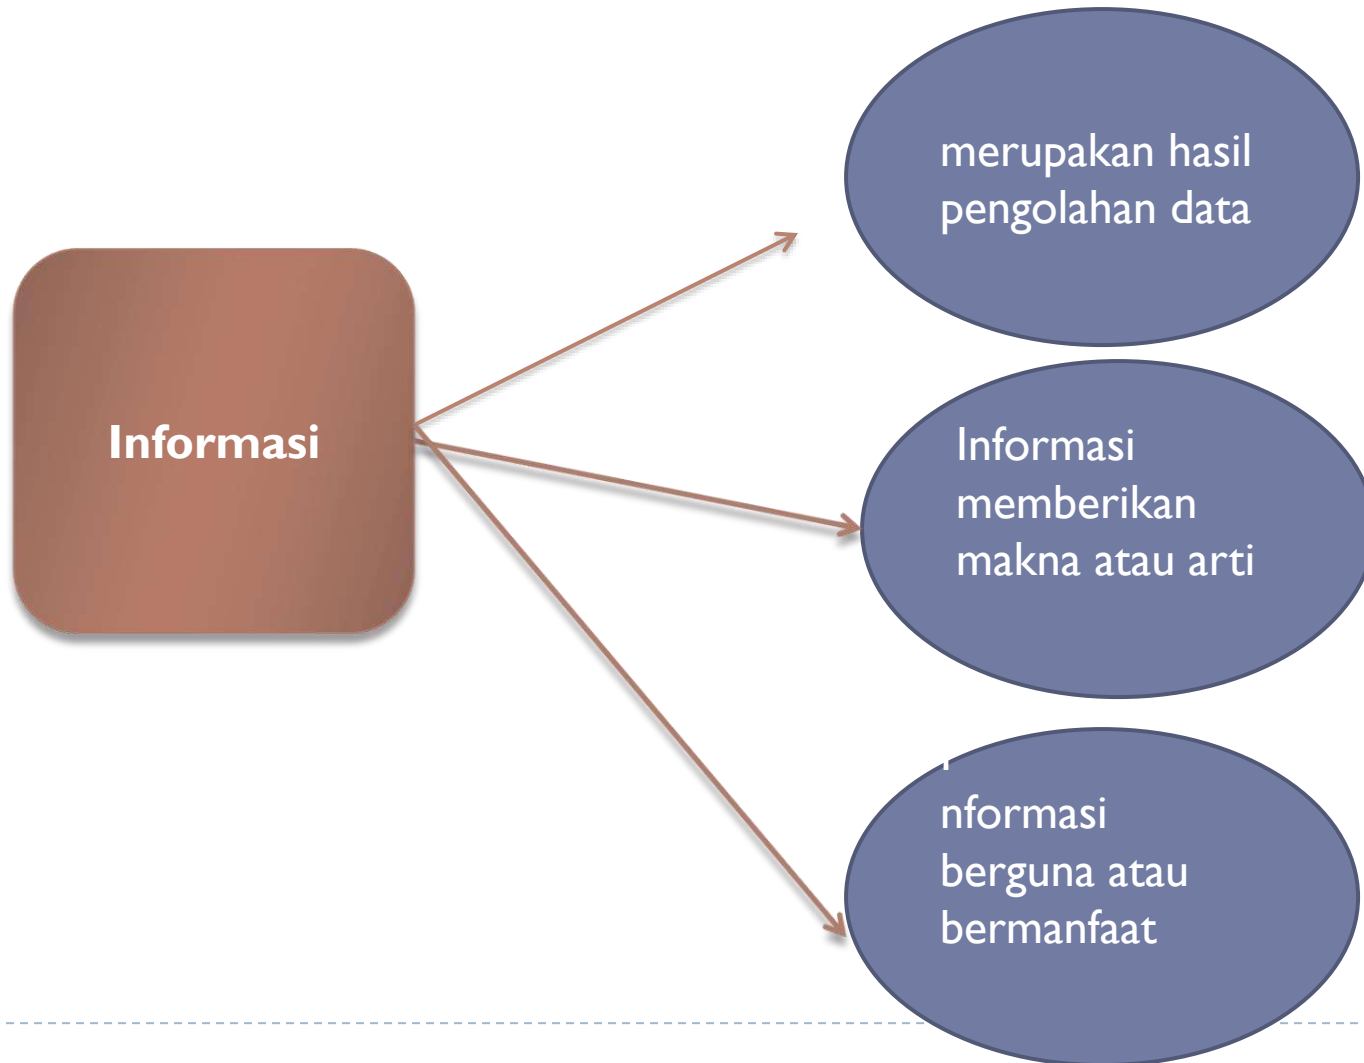 Informasi
merupakan hasil
pengolahan data
Informasi
memberikan
makna atau arti
nformasi
berguna atau
bermanfaat